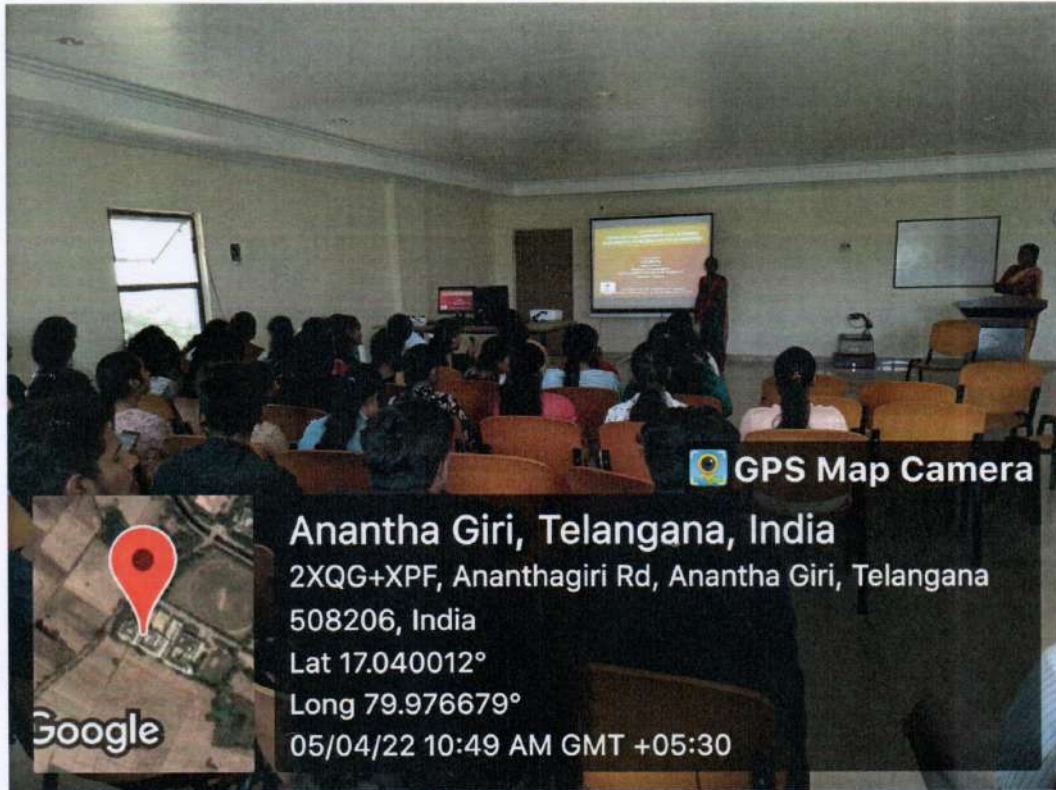 GPS Map Camera
Anantha Giri, Telangana, India
2XQG+XPF, Ananthagiri Rd, Anantha Giri, Telangana
508206, India
Lat 17.040012°
Long 79.976679°
05/04/22 10:49 AM GMT +05:30
Google